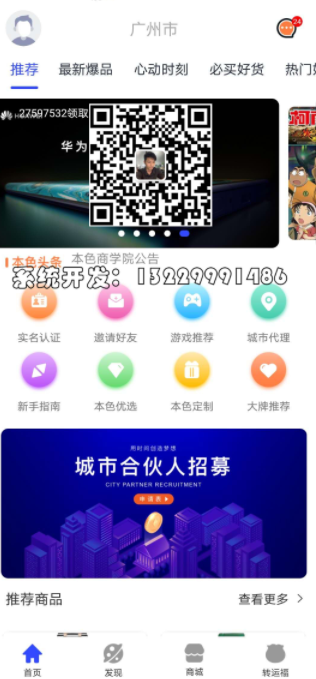 广州市
24
推荐 最新爆品 心动时刻 必买好货 热门
27597532领取
华为
本色头条 本色商学院公告
系统开发：13229991486
实名认证 邀请好友 游戏推荐 城市代理
新手指南 本色优选 本色定制 大牌推荐
用时间创造梦想
城市合伙人招募
CITY PARTNER RECRUITMENT
推荐商品 查看更多 >
首页 发现 商城 转运福